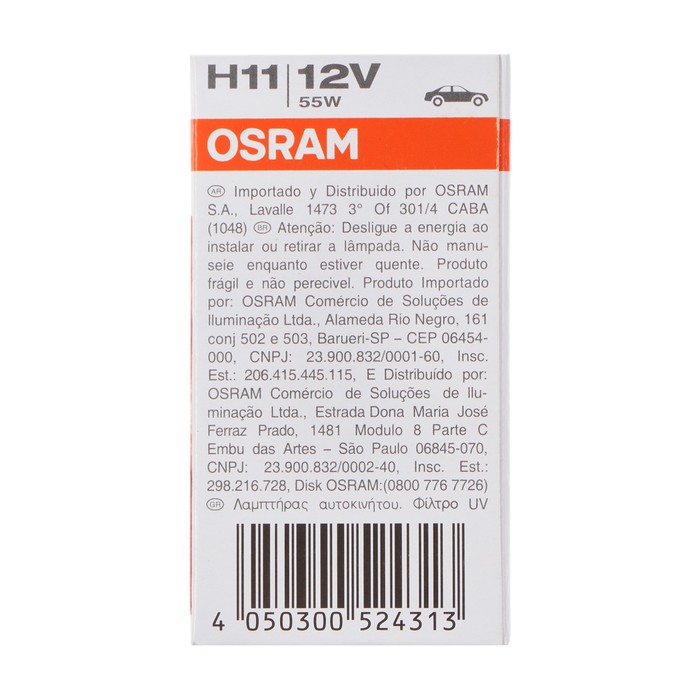 H11 | 12V
55W
OSRAM
AR Importado y Distribuido por OSRAM
S.A., Lavalle 1473 3° Of 301/4 CABA
(1048) BR Atenção: Desligue a energia ao
instalar ou retirar a lâmpada. Não manu-
seie enquanto estiver quente. Produto
frágil e não perecivel. Produto Importado
por: OSRAM Comércio de Soluções de
Iluminação Ltda., Alameda Rio Negro, 161
conj 502 e 503, Barueri-SP – CEP 06454-
000, CNPJ: 23.900.832/0001-60, Insc.
Est.: 206.415.445.115, E Distribuído por:
OSRAM Comércio de Soluções de Ilu-
minação Ltda., Estrada Dona Maria José
Ferraz Prado, 1481 Modulo 8 Parte C
Embu das Artes – São Paulo 06845-070,
CNPJ: 23.900.832/0002-40, Insc. Est.:
298.216.728, Disk OSRAM:(0800 776 7726)
GR Λαμπτήρας αυτοκινήτου. Φίλτρο UV
4 050300 524313